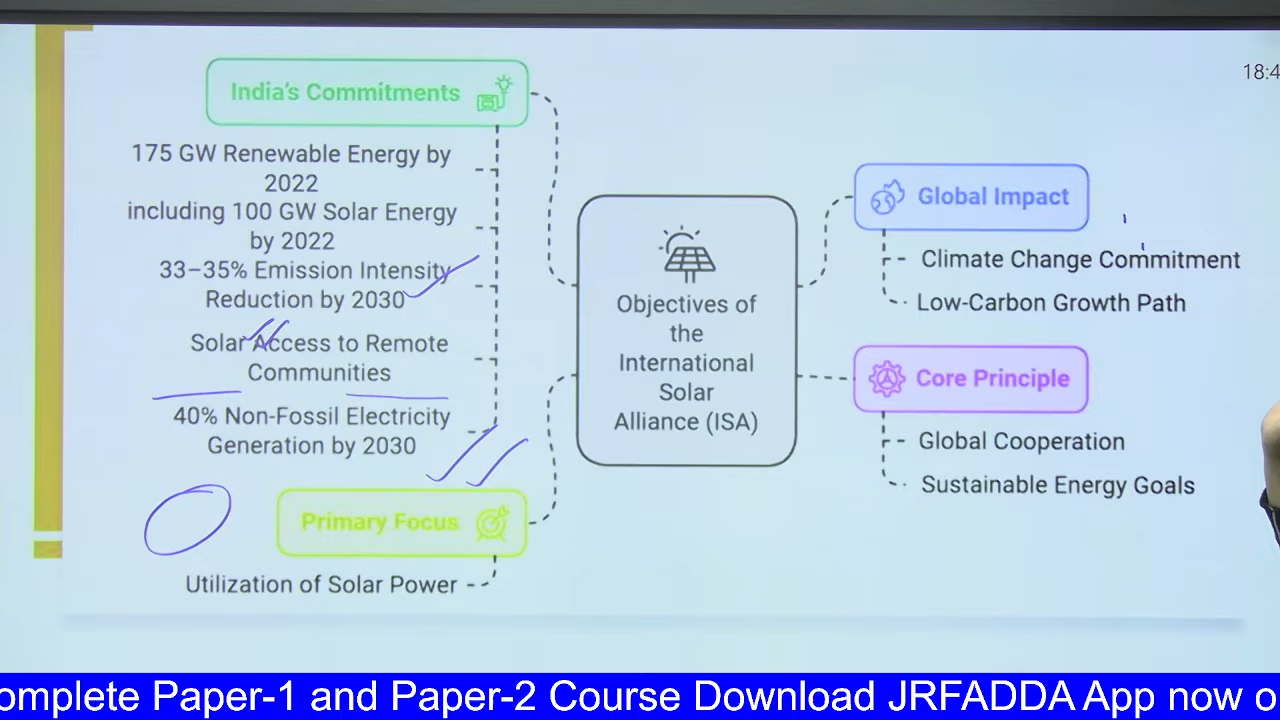 India's Commitments
175 GW Renewable Energy by
2022
including 100 GW Solar Energy
by 2022
33–35% Emission Intensity
Reduction by 2030
Solar Access to Remote
Communities
40% Non-Fossil Electricity
Generation by 2030
Primary Focus
Utilization of Solar Power
Objectives of
the
International
Solar
Alliance (ISA)
18:4
Global Impact
Climate Change Commitment
Low-Carbon Growth Path
Core Principle
Global Cooperation
Sustainable Energy Goals
omplete Paper-1 and Paper-2 Course Download JRFADDA App now o